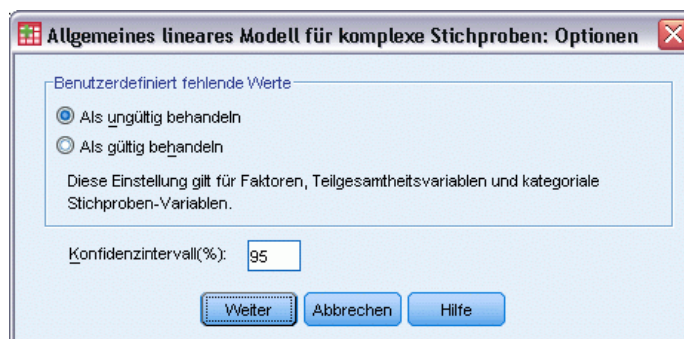 Allgemeines lineares Modell für komplexe Stichproben: Optionen
Benutzerdefiniert fehlende Werte
Als ungültig behandeln
Als gültig behandeln
Diese Einstellung gilt für Faktoren, Teilgesamtheitsvariablen und kategoriale
Stichproben-Variablen.
Konfidenzintervall(%): 95
Weiter Abbrechen Hilfe